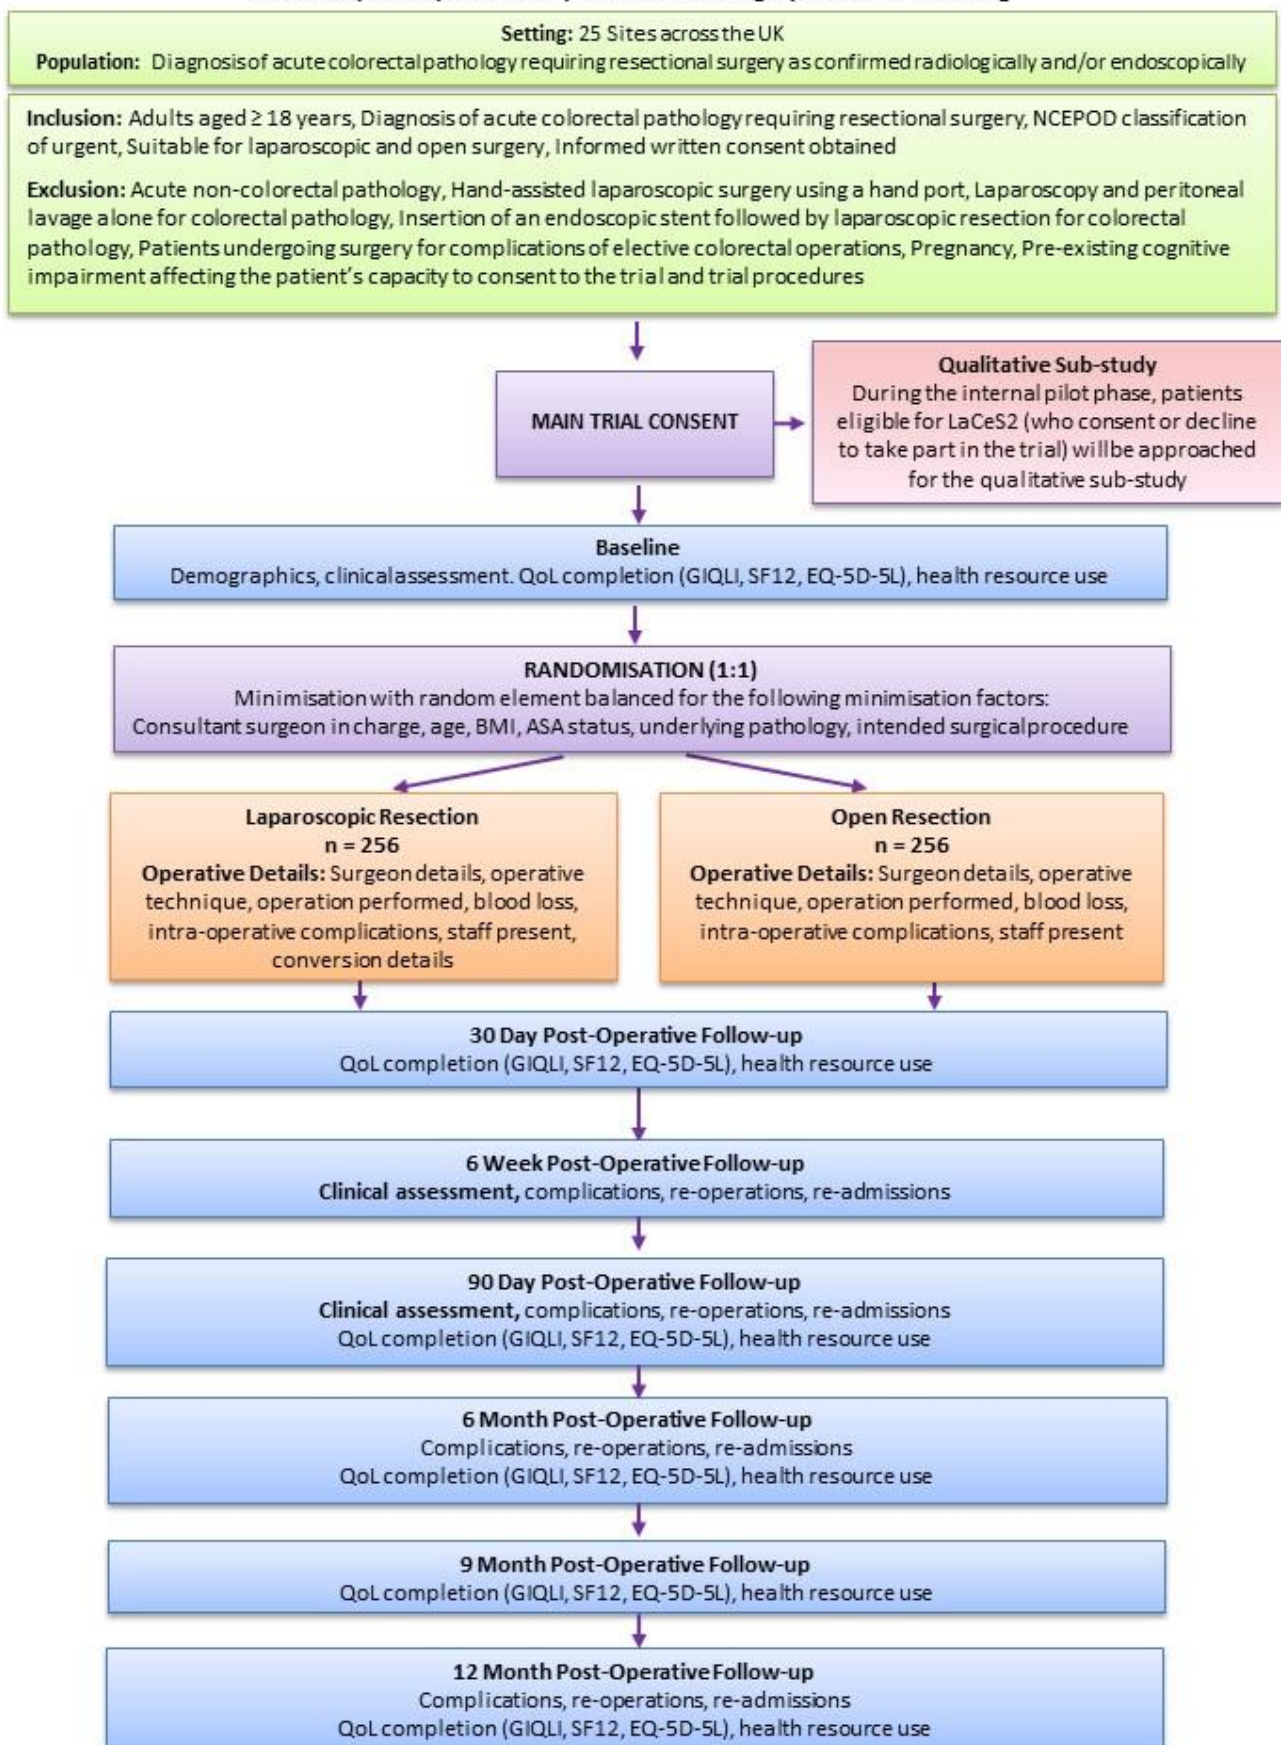 Setting: 25 Sites across the UK
Population: Diagnosis of acute colorectal pathology requiring resectional surgery as confirmed radiologically and/or endoscopically
Inclusion: Adults aged ≥ 18 years, Diagnosis of acute colorectal pathology requiring resectional surgery, NCEPOD classification
of urgent, Suitable for laparoscopic and open surgery, Informed written consent obtained
Exclusion: Acute non-colorectal pathology, Hand-assisted laparoscopic surgery using a hand port, Laparoscopy and peritoneal
lavage alone for colorectal pathology, Insertion of an endoscopic stent followed by laparoscopic resection for colorectal
pathology, Patients undergoing surgery for complications of elective colorectal operations, Pregnancy, Pre-existing cognitive
impairment affecting the patient's capacity to consent to the trial and trial procedures
MAIN TRIAL CONSENT
Qualitative Sub-study
During the internal pilot phase, patients
eligible for LaCeS2 (who consent or decline
to take part in the trial) will be approached
for the qualitative sub-study
Baseline
Demographics, clinical assessment. QoL completion (GIQLI, SF12, EQ-5D-5L), health resource use
RANDOMISATION (1:1)
Minimisation with random element balanced for the following minimisation factors:
Consultant surgeon in charge, age, BMI, ASA status, underlying pathology, intended surgical procedure
Laparoscopic Resection
n = 256
Operative Details: Surgeon details, operative
technique, operation performed, blood loss,
intra-operative complications, staff present,
conversion details
Open Resection
n = 256
Operative Details: Surgeon details, operative
technique, operation performed, blood loss,
intra-operative complications, staff present
30 Day Post-Operative Follow-up
QoL completion (GIQLI, SF12, EQ-5D-5L), health resource use
6 Week Post-Operative Follow-up
Clinical assessment, complications, re-operations, re-admissions
90 Day Post-Operative Follow-up
Clinical assessment, complications, re-operations, re-admissions
QoL completion (GIQLI, SF12, EQ-5D-5L), health resource use
6 Month Post-Operative Follow-up
Complications, re-operations, re-admissions
QoL completion (GIQLI, SF12, EQ-5D-5L), health resource use
9 Month Post-Operative Follow-up
QoL completion (GIQLI, SF12, EQ-5D-5L), health resource use
12 Month Post-Operative Follow-up
Complications, re-operations, re-admissions
QoL completion (GIQLI, SF12, EQ-5D-5L), health resource use